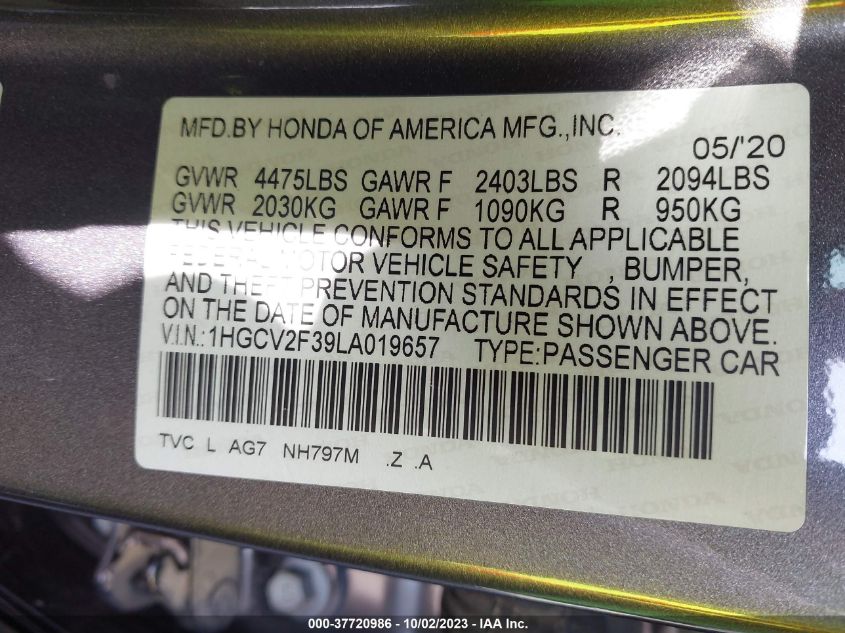 MFD.BY HONDA OF AMERICA MFG.,INC.
05/'20
GVWR 4475LBS GAWR F 2403LBS R 2094LBS
GVWR 2030KG GAWR F 1090KG R 950KG
THIS VEHICLE CONFORMS TO ALL APPLICABLE
FEDERAL MOTOR VEHICLE SAFETY , BUMPER,
AND THEFT PREVENTION STANDARDS IN EFFECT
ON THE DATE OF MANUFACTURE SHOWN ABOVE.
V.I.N.:1HGCV2F39LA019657 TYPE:PASSENGER CAR
TVC L AG7 NH797M .Z .A
000-37720986 - 10/02/2023 - IAA Inc.